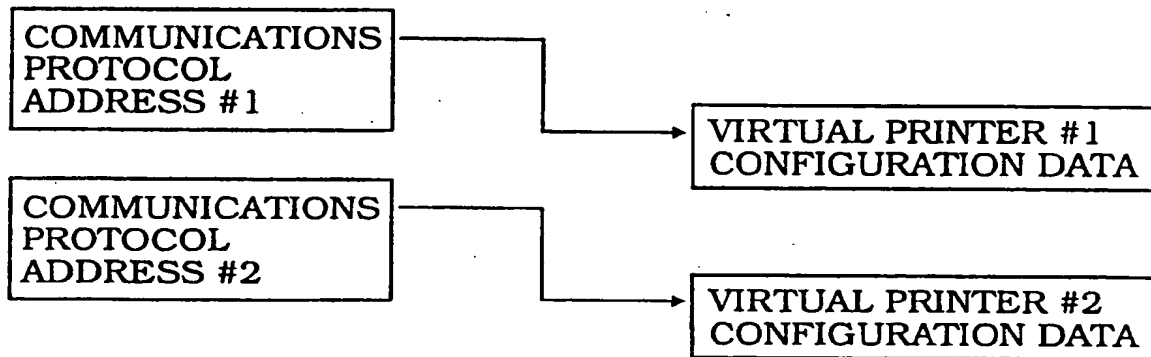 COMMUNICATIONS
PROTOCOL
ADDRESS #1
VIRTUAL PRINTER #1
CONFIGURATION DATA
COMMUNICATIONS
PROTOCOL
ADDRESS #2
VIRTUAL PRINTER #2
CONFIGURATION DATA